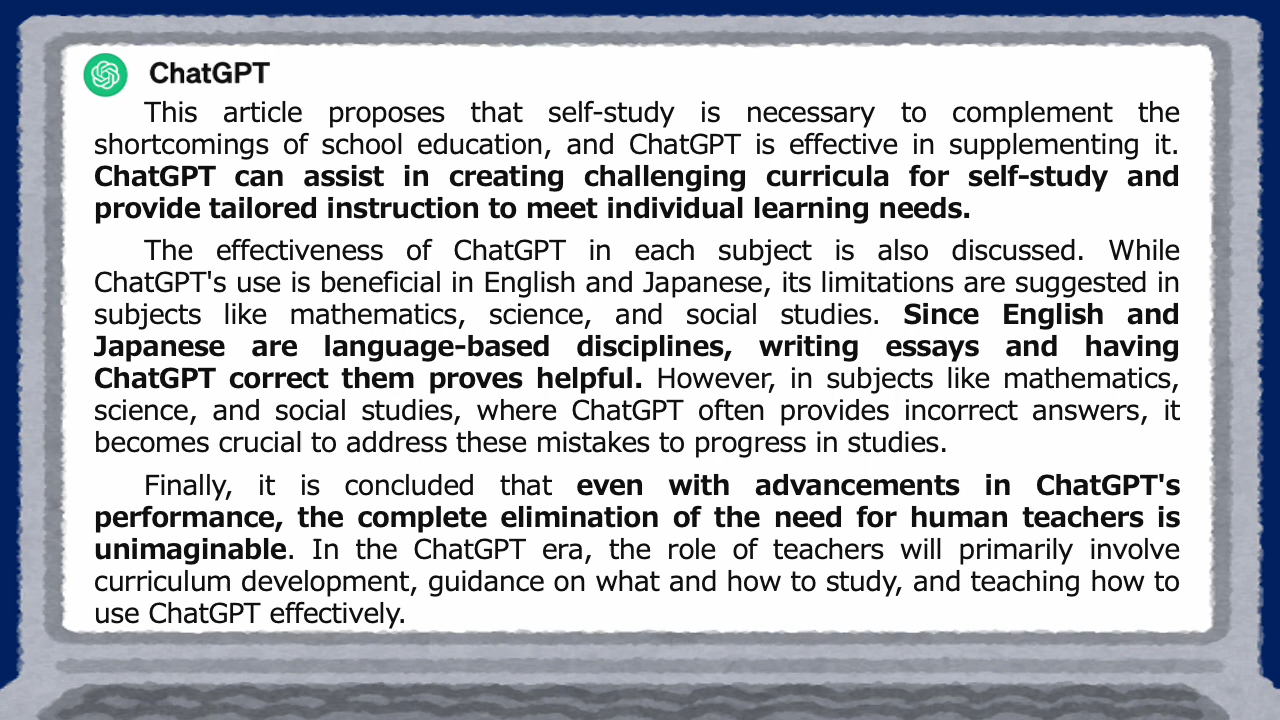 ChatGPT
This article proposes that self-study is necessary to complement the
shortcomings of school education, and ChatGPT is effective in supplementing it.
ChatGPT can assist in creating challenging curricula for self-study and
provide tailored instruction to meet individual learning needs.
The effectiveness of ChatGPT in each subject is also discussed. While
ChatGPT's use is beneficial in English and Japanese, its limitations are suggested in
subjects like mathematics, science, and social studies. Since English and
Japanese are language-based disciplines, writing essays and having
ChatGPT correct them proves helpful. However, in subjects like mathematics,
science, and social studies, where ChatGPT often provides incorrect answers, it
becomes crucial to address these mistakes to progress in studies.
Finally, it is concluded that even with advancements in ChatGPT's
performance, the complete elimination of the need for human teachers is
unimaginable. In the ChatGPT era, the role of teachers will primarily involve
curriculum development, guidance on what and how to study, and teaching how to
use ChatGPT effectively.